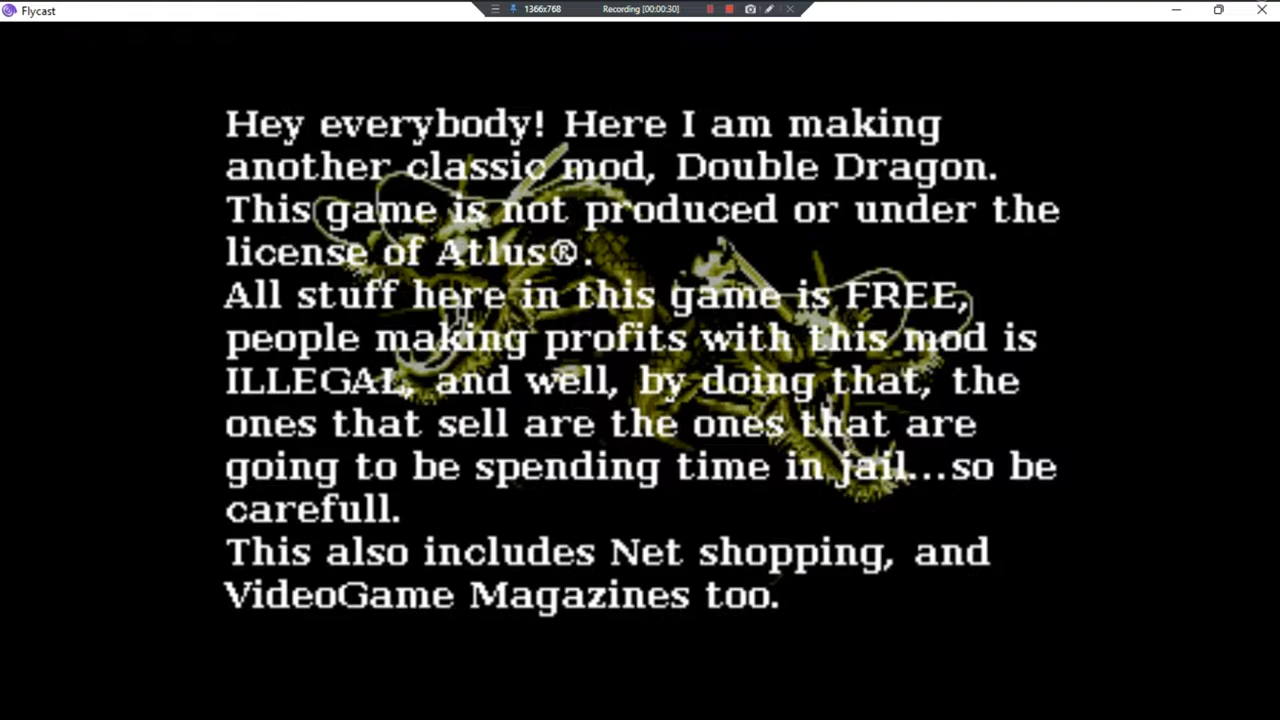 Flycast
1366x768
Recording [00:00:30]
Hey everybody! Here I am making
another classic mod, Double Dragon.
This game is not produced or under the
license of Atlus®.
All stuff here in this game is FREE,
people making profits with this mod is
ILLEGAL, and well, by doing that, the
ones that sell are the ones that are
going to be spending time in jail...so be
carefull.
This also includes Net shopping, and
VideoGame Magazines too.